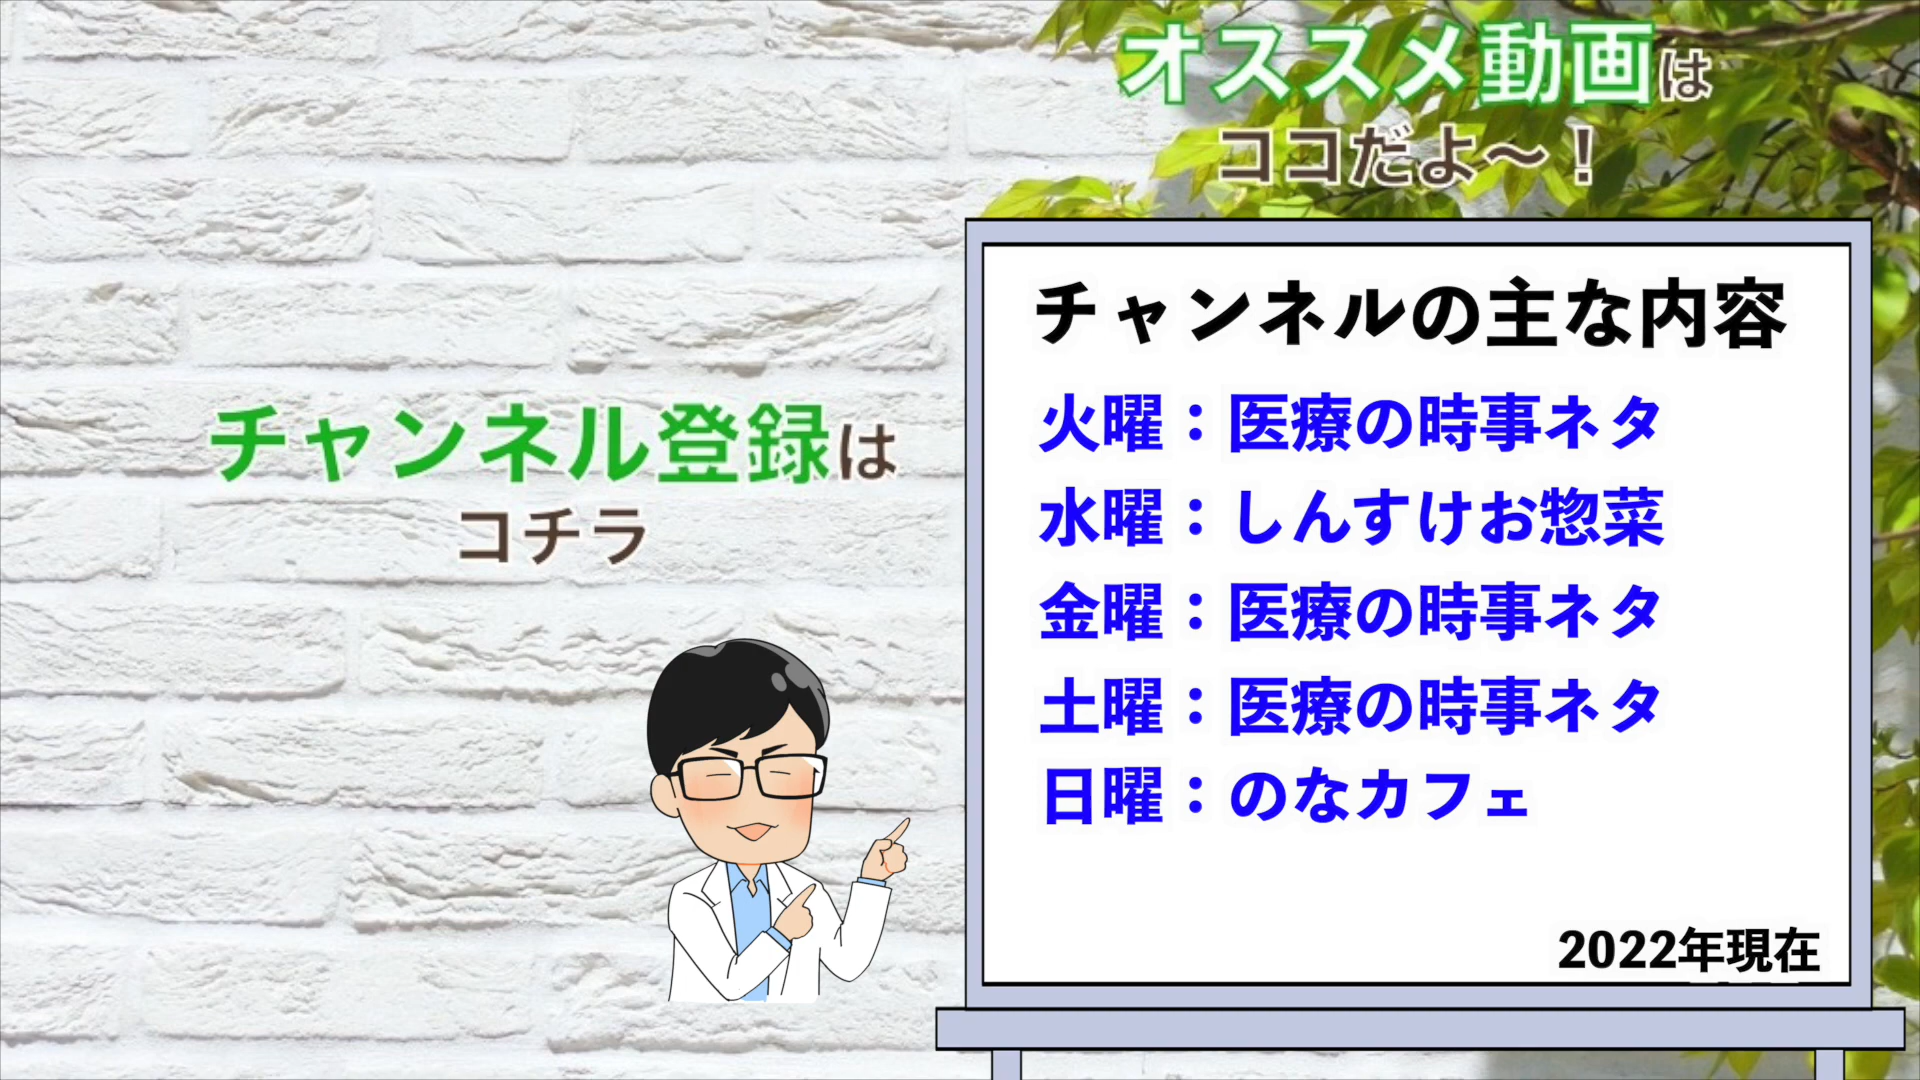 オススメ動画は
ココだよ〜！
チャンネル登録は
コチラ
チャンネルの主な内容
火曜：医療の時事ネタ
水曜：しんすけお惣菜
金曜：医療の時事ネタ
土曜：医療の時事ネタ
日曜：のなカフェ
2022年現在